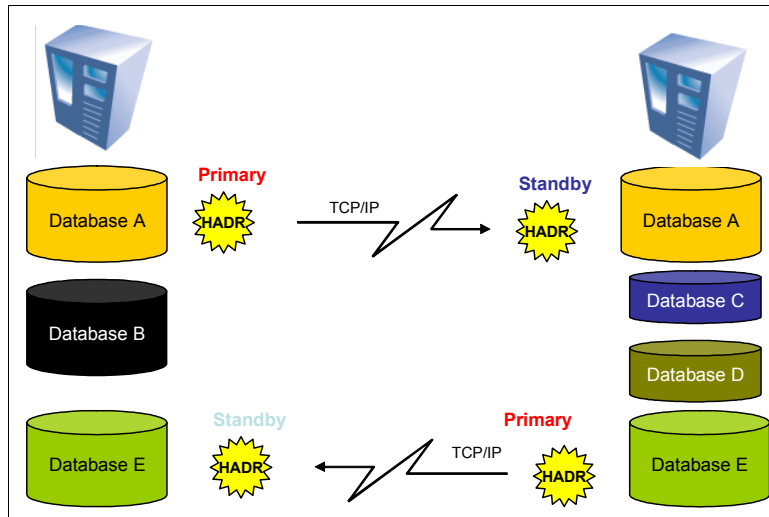 Primary
Standby
TCP/IP
Database A
HADR
HADR
Database A
Database B
Database C
Database D
Standby
Primary
TCP/IP
Database E
HADR
HADR
Database E